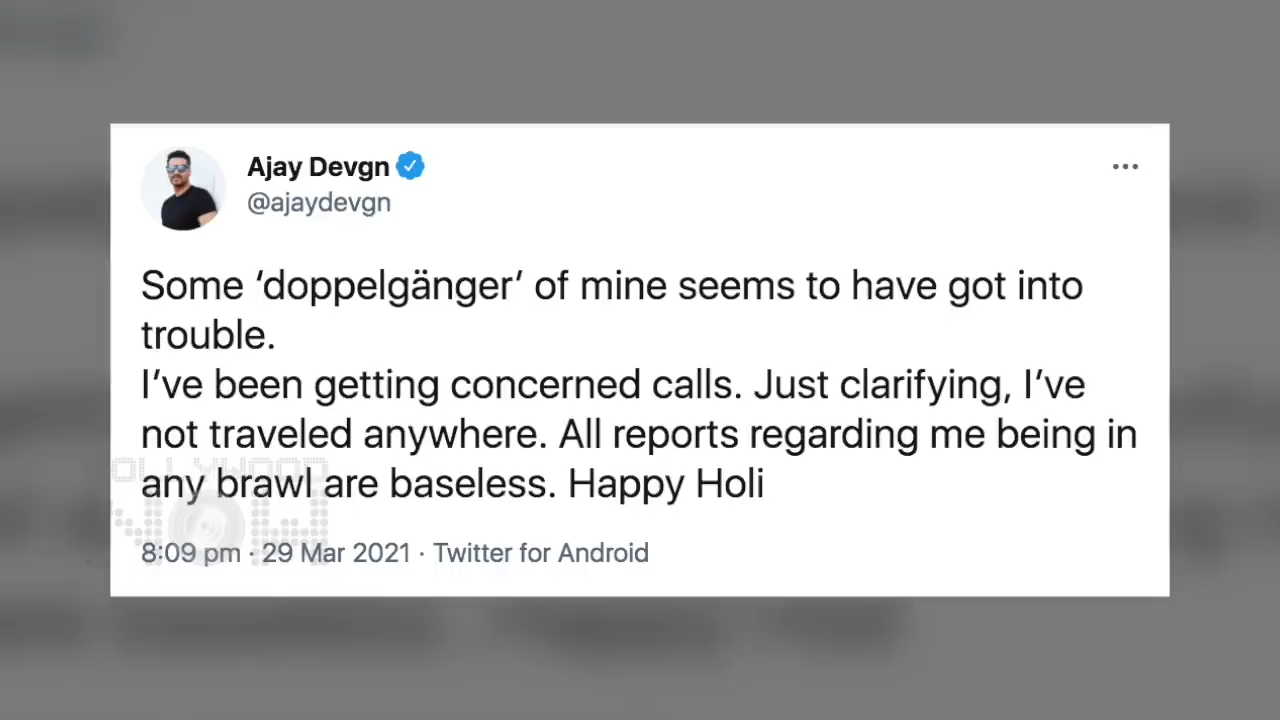 Ajay Devgn
@ajaydevgn
Some ‘doppelgänger’ of mine seems to have got into
trouble.
I’ve been getting concerned calls. Just clarifying, I’ve
not traveled anywhere. All reports regarding me being in
any brawl are baseless. Happy Holi
OLLYWOOD
NOW
8:09 pm · 29 Mar 2021 · Twitter for Android